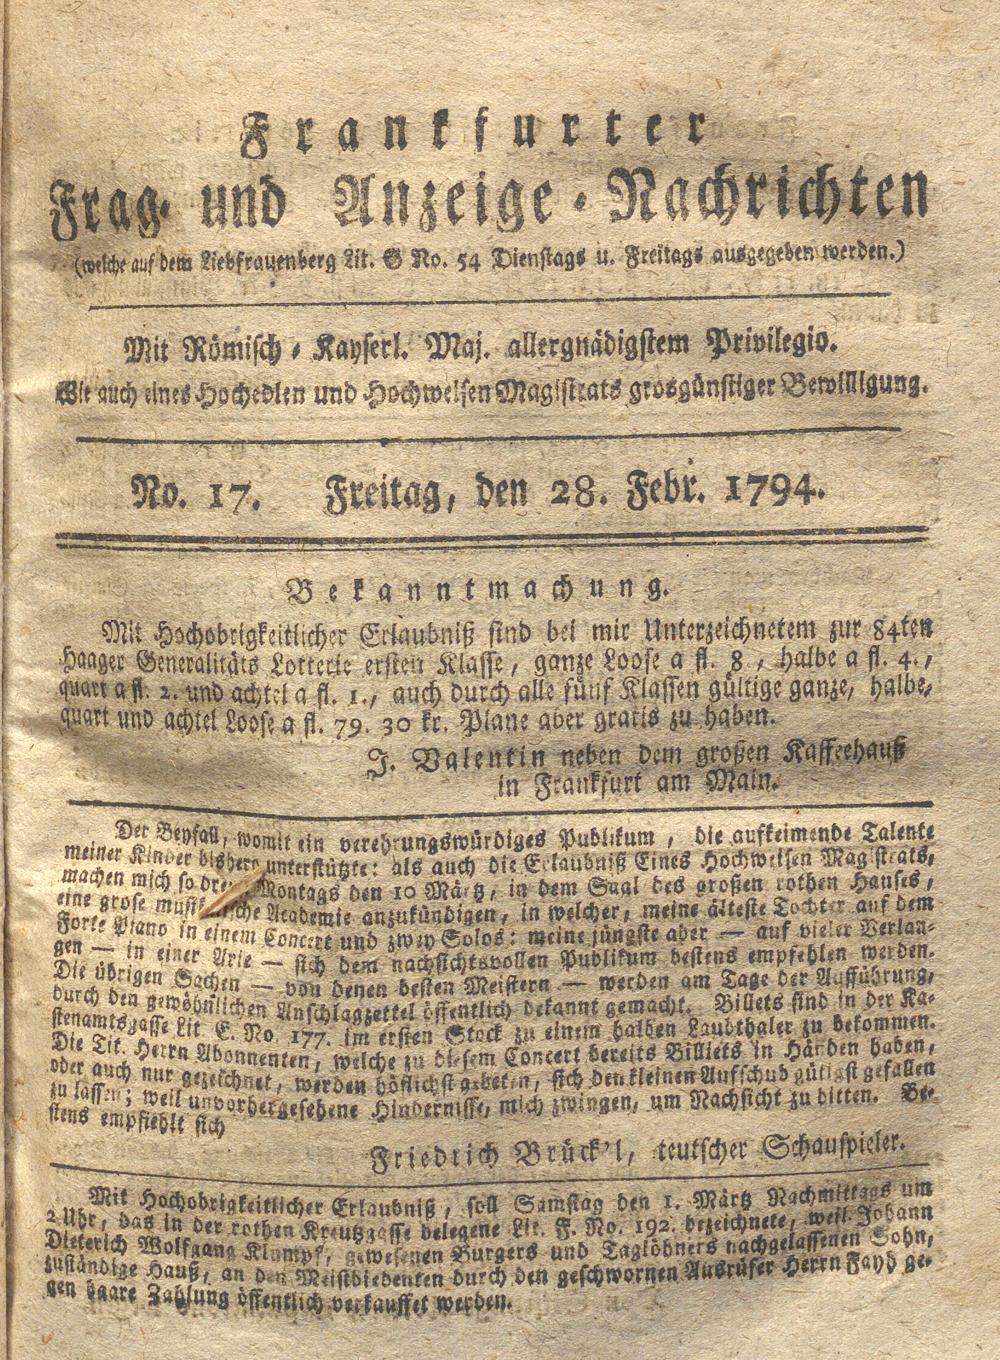 Frankfurter
Frag- und Anzeige-Nachrichten
(welche auf dem Liebfrauenberg Lit. G No. 54 Dienstags u. Freitags ausgegeben werden.)
Mit Römisch-Kayserl. Maj. allergnädigstem Privilegio.
Wie auch eines Hochedlen und Hochweisen Magistrats grosgünstiger Bewilligung.
No. 17. Freitag, den 28. Febr. 1794.
Bekanntmachung.
Mit Hochobrigkeitlicher Erlaubniß sind bei mir Unterzeichnetem zur 84ten
Haager Generalitäts Lotterie ersten Klasse, ganze Loose a fl. 8, halbe a fl. 4.,
quart a fl. 2. und achtel a fl. 1., auch durch alle fünf Klassen gültige ganze, halbe,
quart und achtel Loose a fl. 79. 30 kr. Plane aber gratis zu haben.
J. Valentin neben dem großen Kaffeehauß
in Frankfurt am Main.
Der Beyfall, womit ein verehrungswürdiges Publikum, die aufkeimende Talente
meiner Kinder bishero unterstützte: als auch die Erlaubniß Eines Hochweisen Magistrats,
machen mich so Montags den 10 Märtz, in dem Saal des großen rothen Hauses,
eine grose musikalische Academie anzukündigen, in welcher, meine älteste Tochter auf dem
Forte Piano in einem Concert und zwey Solos: meine jüngste aber — auf vieler Verlan-
gen — in einer Arie — sich dem nachsichtsvollen Publikum bestens empfehlen werden.
Die übrigen Sachen — von denen besten Meistern — werden am Tage der Aufführung,
durch den gewöhnlichen Anschlagzettel öffentlich bekannt gemacht. Billets sind in der Ka-
stenamtsgasse Lit E. No. 177. im ersten Stock zu einem halben Laubthaler zu bekommen.
Die Tit. Herrn Abonnenten, welche zu diesem Concert bereits Billiets in Händen haben,
oder auch nur gezeichnet, werden höflichst gebeten, sich den kleinen Aufschub gütigst gefallen
zu lassen; weil unvorhergesehene Hindernisse, mich zwingen, um Nachsicht zu bitten. Be-
stens empfiehlt sich
Friedrich Brück'l, teutscher Schauspieler.
Mit Hochobrigkeitlicher Erlaubniß, soll Samstag den 1. Märtz Nachmittags um
2 Uhr, das in der rothen Kreutzgasse belegene Lit. F. No. 192. bezeichnete, weil. Johann
Dieterich Wolfgang Klumpf, gewesenen Burgers und Taglöhners nachgelassenen Sohn,
zuständige Hauß, an den Meistbiedenten durch den geschwornen Ausrüfer Herrn Fayh ge-
gen baare Zahlung öffentlich verkauffet werden.